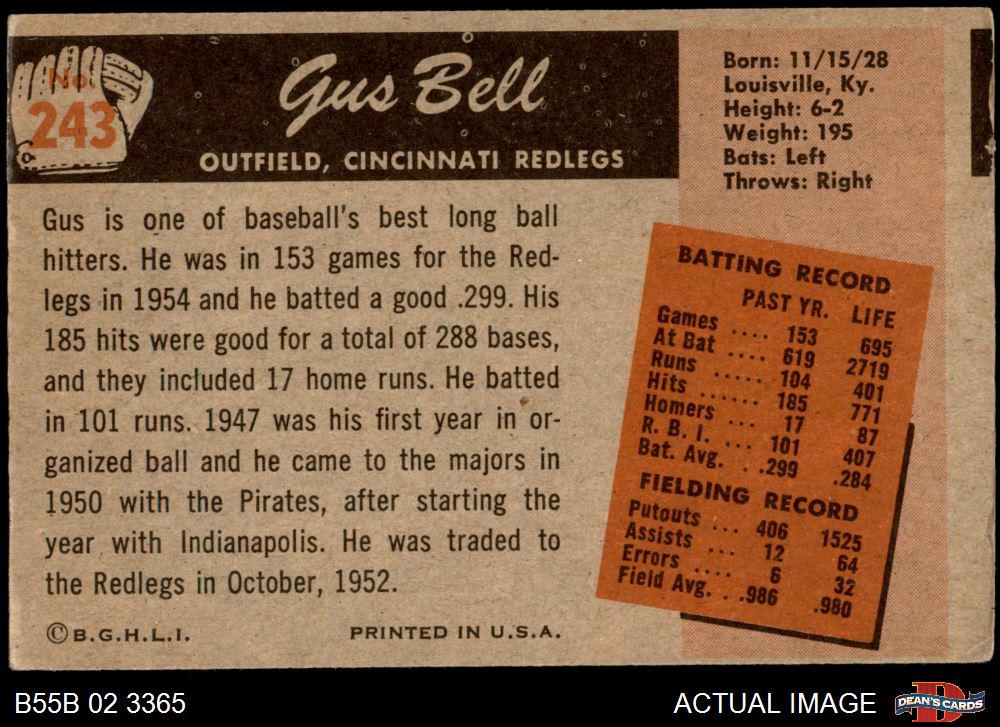 No.
243
Gus Bell
OUTFIELD, CINCINNATI REDLEGS
Born: 11/15/28
Louisville, Ky.
Height: 6-2
Weight: 195
Bats: Left
Throws: Right
Gus is one of baseball's best long ball
hitters. He was in 153 games for the Red-
legs in 1954 and he batted a good .299. His
185 hits were good for a total of 288 bases,
and they included 17 home runs. He batted
in 101 runs. 1947 was his first year in or-
ganized ball and he came to the majors in
1950 with the Pirates, after starting the
year with Indianapolis. He was traded to
the Redlegs in October, 1952.
BATTING RECORD
PAST YR. LIFE
Games .... 153 695
At Bat .... 619 2719
Runs ..... 104 401
Hits ...... 185 771
Homers ... 17 87
R. B. I. ... 101 407
Bat. Avg. . .299 .284
FIELDING RECORD
Putouts ... 406 1525
Assists ... 12 64
Errors .... 6 32
Field Avg. . .986 .980
© B.G.H.L.I. PRINTED IN U.S.A.
B55B 02 3365
ACTUAL IMAGE
D
DEAN'S CARDS